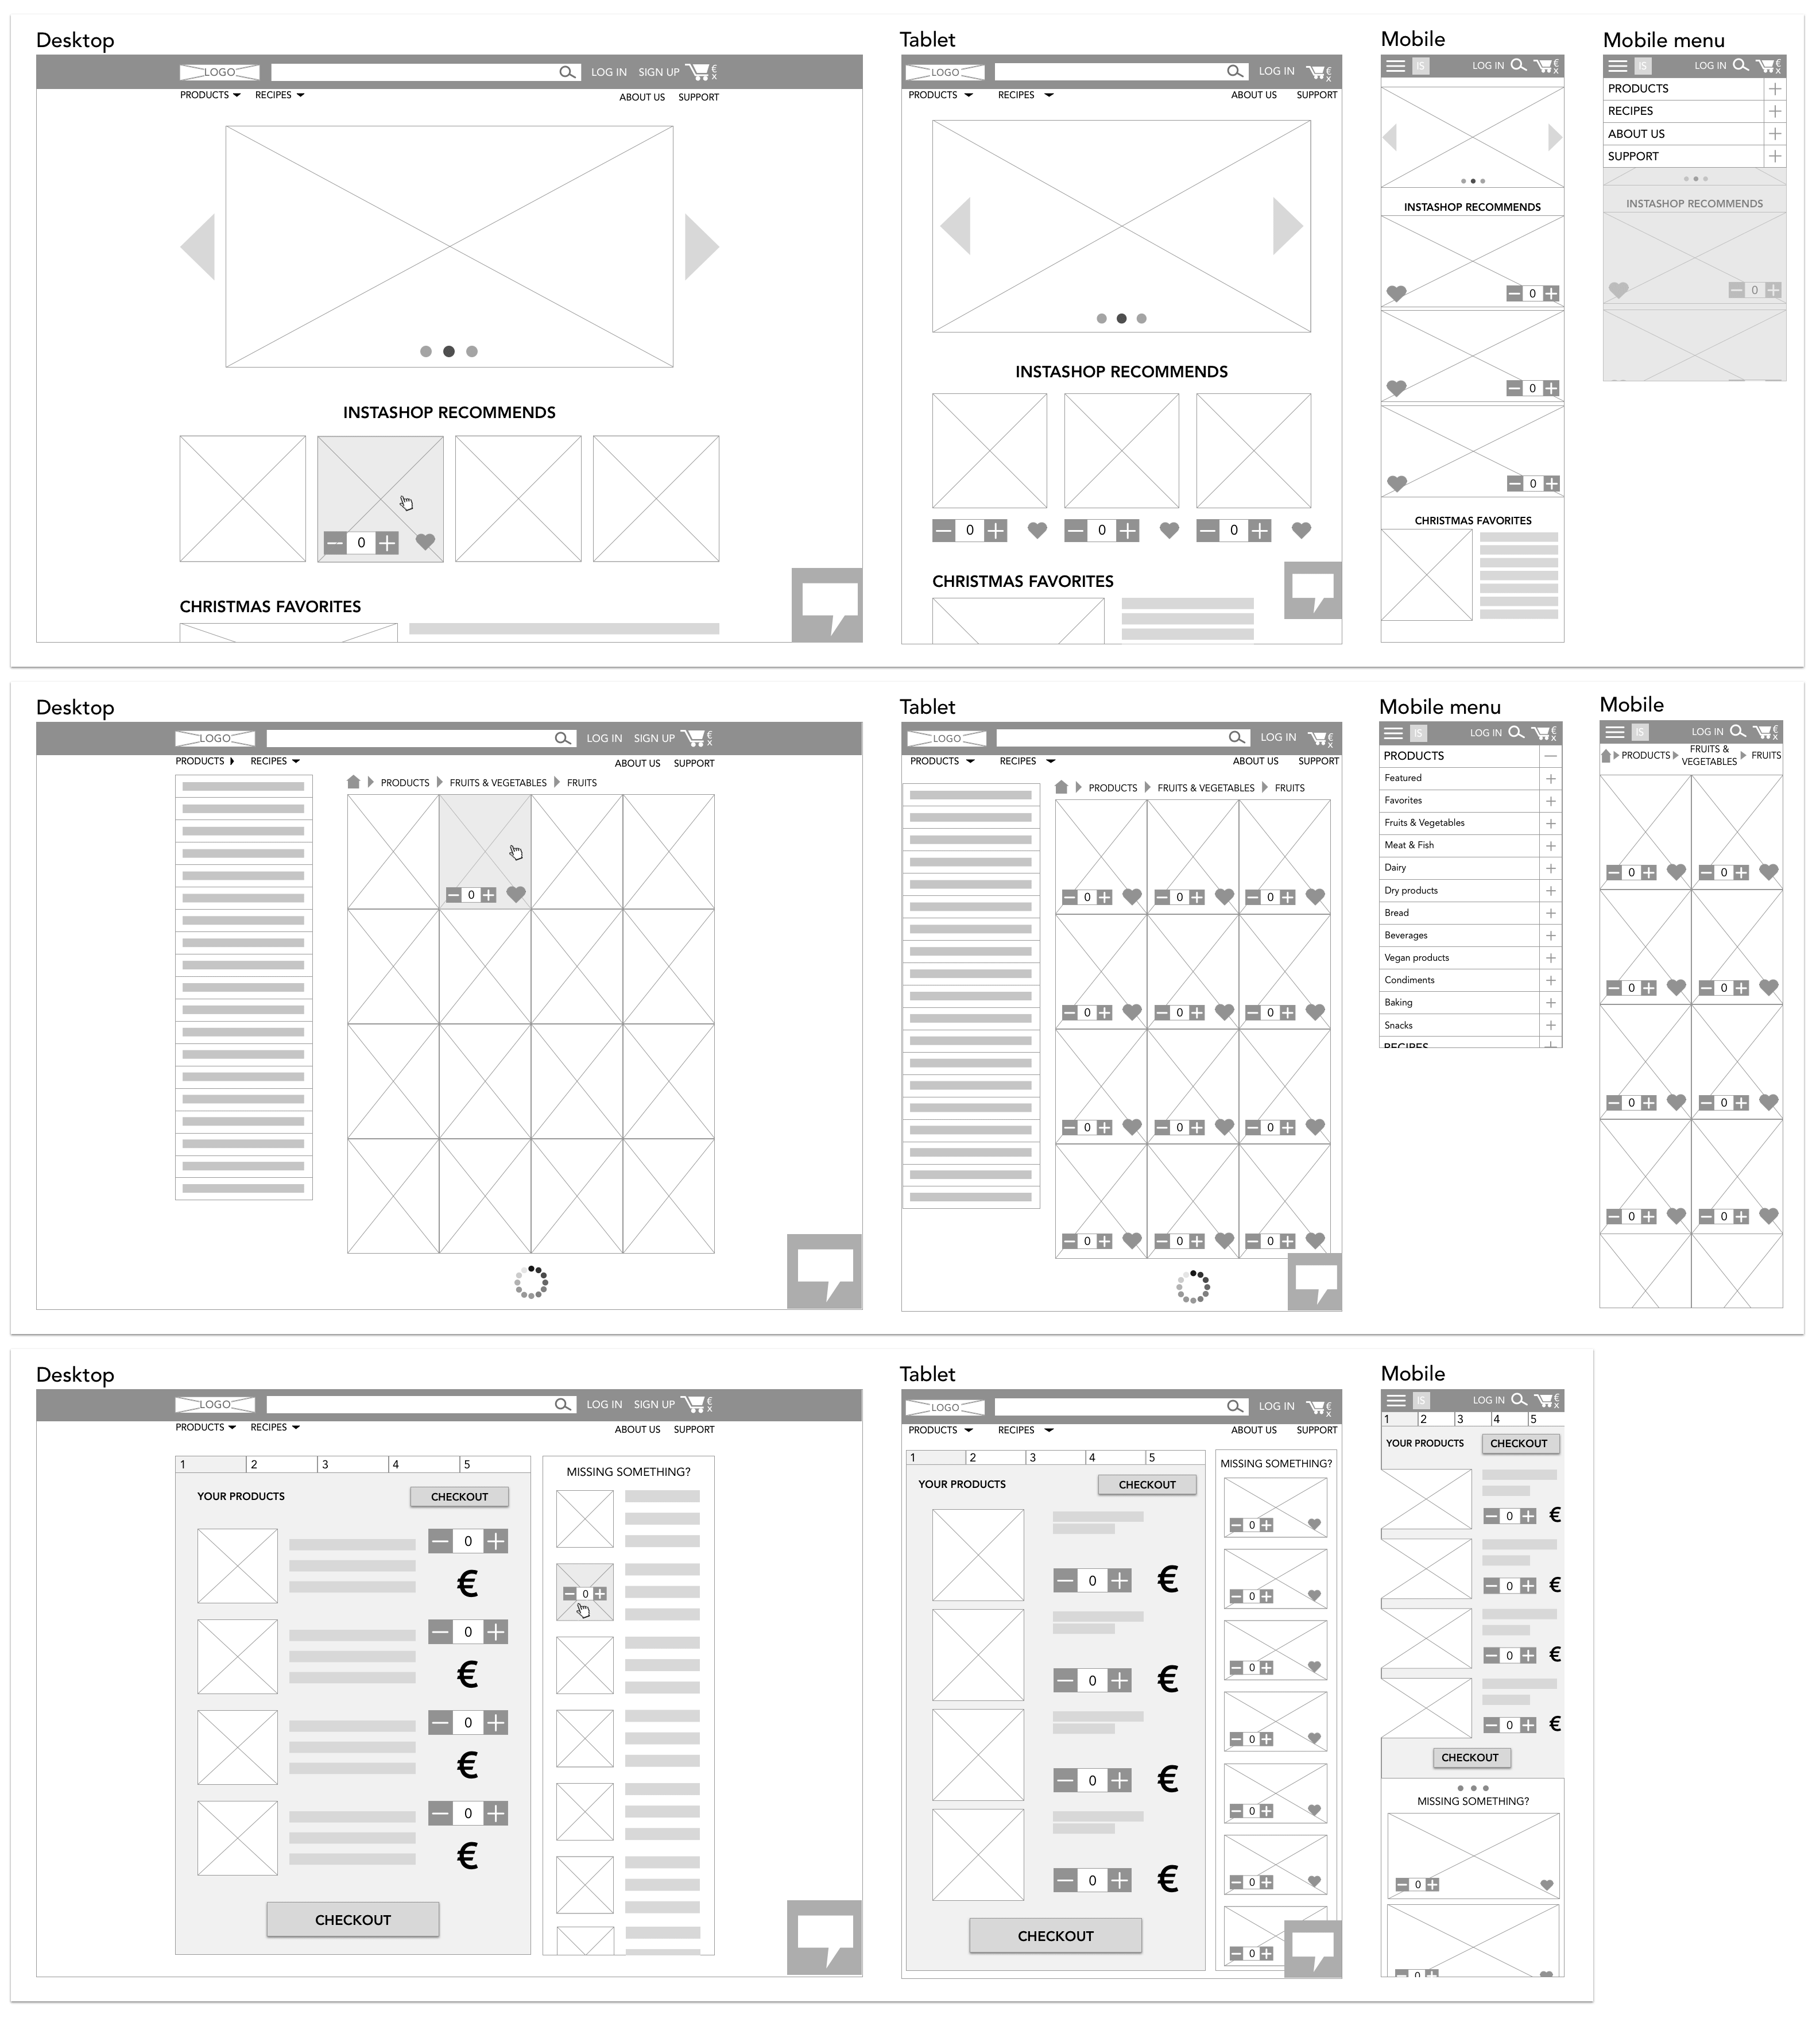 Desktop
LOGO
LOG IN
SIGN UP
€
x
PRODUCTS
RECIPES
ABOUT US
SUPPORT
INSTASHOP RECOMMENDS
0
CHRISTMAS FAVORITES
Tablet
LOGO
LOG IN
€
x
PRODUCTS
RECIPES
ABOUT US
SUPPORT
INSTASHOP RECOMMENDS
0
0
0
CHRISTMAS FAVORITES
Mobile
IS
LOG IN
€
x
INSTASHOP RECOMMENDS
0
0
0
CHRISTMAS FAVORITES
Mobile menu
IS
LOG IN
€
x
PRODUCTS
RECIPES
ABOUT US
SUPPORT
INSTASHOP RECOMMENDS
0
Desktop
LOGO
LOG IN
SIGN UP
€
x
PRODUCTS
RECIPES
ABOUT US
SUPPORT
PRODUCTS
FRUITS & VEGETABLES
FRUITS
0
Tablet
LOGO
LOG IN
€
x
PRODUCTS
RECIPES
ABOUT US
SUPPORT
PRODUCTS
FRUITS & VEGETABLES
FRUITS
0
0
0
0
0
0
0
0
0
0
0
0
Mobile menu
IS
LOG IN
€
x
PRODUCTS
Featured
Favorites
Fruits & Vegetables
Meat & Fish
Dairy
Dry products
Bread
Beverages
Vegan products
Condiments
Baking
Snacks
RECIPES
Mobile
IS
LOG IN
€
x
PRODUCTS
FRUITS &
VEGETABLES
FRUITS
0
0
0
0
0
0
0
0
Desktop
LOGO
LOG IN
SIGN UP
€
x
PRODUCTS
RECIPES
ABOUT US
SUPPORT
1
2
3
4
5
YOUR PRODUCTS
CHECKOUT
0
€
0
€
0
€
0
€
CHECKOUT
MISSING SOMETHING?
0
Tablet
LOGO
LOG IN
€
x
PRODUCTS
RECIPES
ABOUT US
SUPPORT
1
2
3
4
5
YOUR PRODUCTS
CHECKOUT
0
€
0
€
0
€
0
€
CHECKOUT
MISSING SOMETHING?
0
0
0
0
0
0
0
Mobile
IS
LOG IN
€
x
1
2
3
4
5
YOUR PRODUCTS
CHECKOUT
0
€
0
€
0
€
0
€
CHECKOUT
MISSING SOMETHING?
0
0